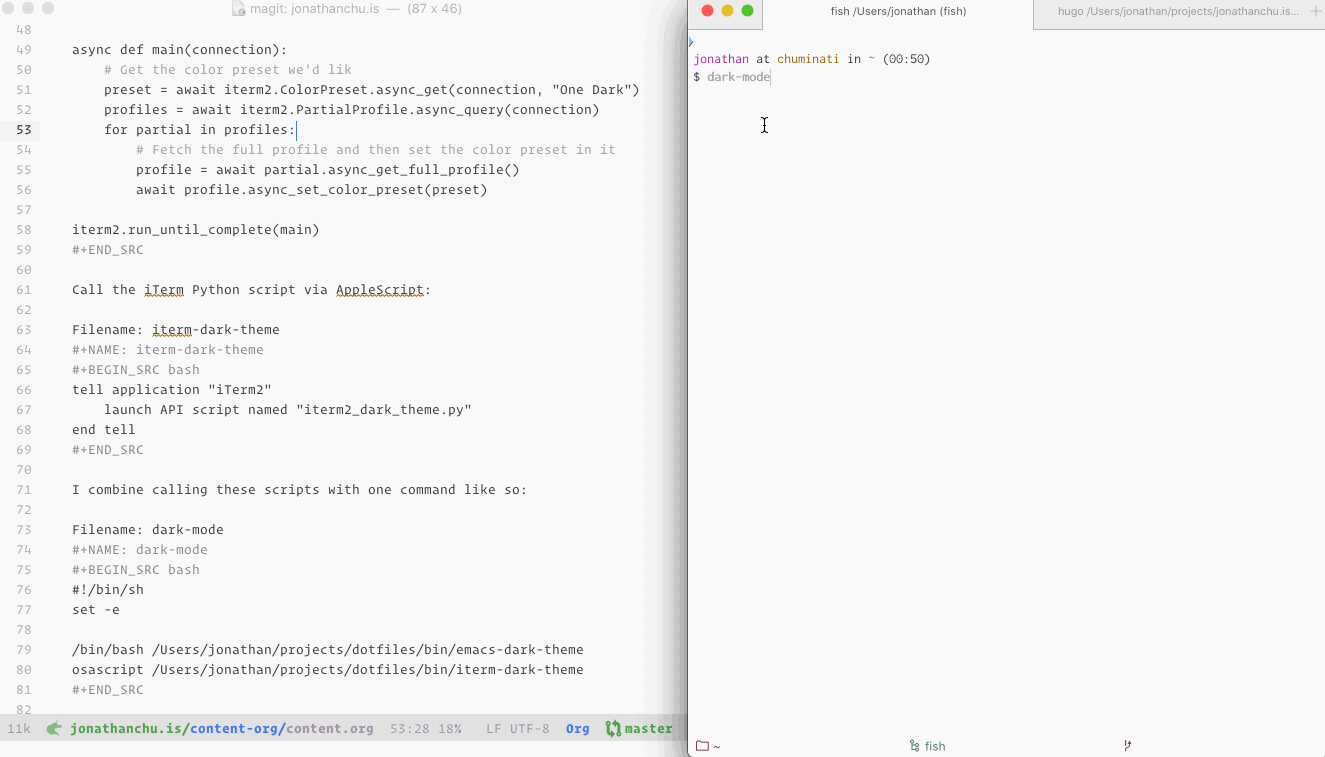 magit: jonathanchu.is — (87 x 46)
48
49 async def main(connection):
50     # Get the color preset we'd lik
51     preset = await iterm2.ColorPreset.async_get(connection, "One Dark")
52     profiles = await iterm2.PartialProfile.async_query(connection)
53     for partial in profiles:
54         # Fetch the full profile and then set the color preset in it
55         profile = await partial.async_get_full_profile()
56         await profile.async_set_color_preset(preset)
57
58 iterm2.run_until_complete(main)
59 #+END_SRC
60
61 Call the iTerm Python script via AppleScript:
62
63 Filename: iterm-dark-theme
64 #+NAME: iterm-dark-theme
65 #+BEGIN_SRC bash
66 tell application "iTerm2"
67     launch API script named "iterm2_dark_theme.py"
68 end tell
69 #+END_SRC
70
71 I combine calling these scripts with one command like so:
72
73 Filename: dark-mode
74 #+NAME: dark-mode
75 #+BEGIN_SRC bash
76 #!/bin/sh
77 set -e
78
79 /bin/bash /Users/jonathan/projects/dotfiles/bin/emacs-dark-theme
80 osascript /Users/jonathan/projects/dotfiles/bin/iterm-dark-theme
81 #+END_SRC
82
11k jonathanchu.is/content-org/content.org 53:28 18% LF UTF-8 Org master
fish /Users/jonathan (fish)
hugo /Users/jonathan/projects/jonathanchu.is...
+
jonathan at chuminati in ~ (00:50)
$ dark-mode
~
fish